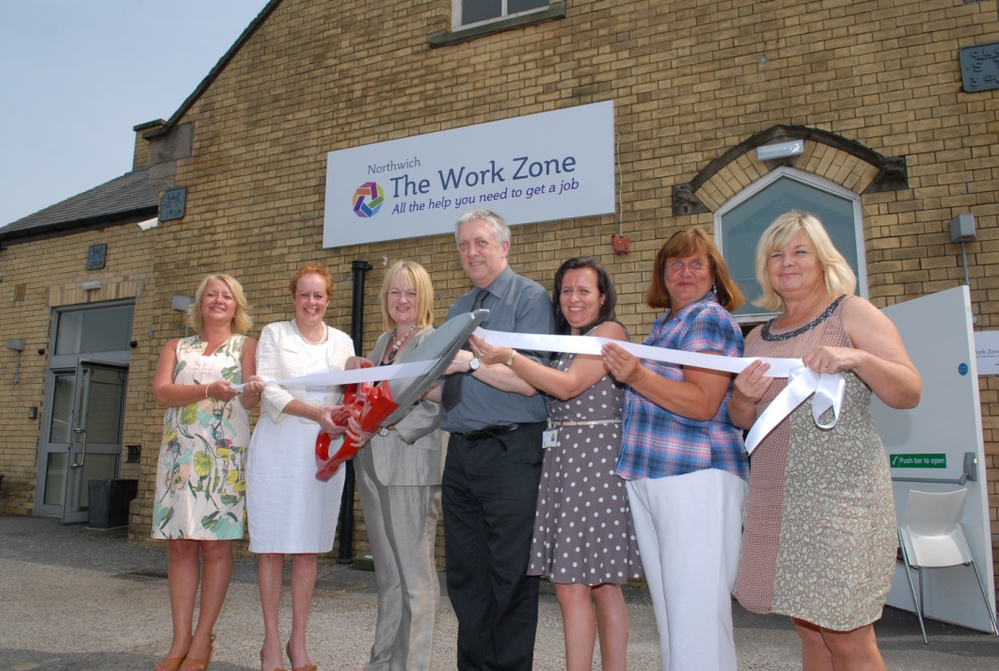 Northwich
The Work Zone
All the help you need to get a job
Push bar to open